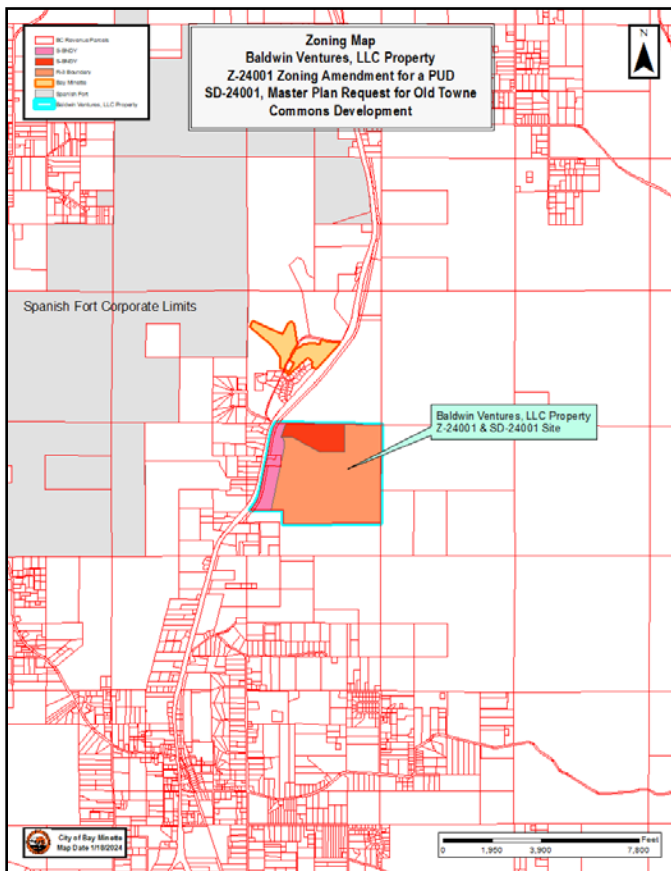 BC Revenue Parcels
S-BNDY
S-BNDY
R-3 Boundary
Bay Minette
Spanish Fort
Baldwin Ventures, LLC Property
Zoning Map
Baldwin Ventures, LLC Property
Z-24001 Zoning Amendment for a PUD
SD-24001, Master Plan Request for Old Towne
Commons Development
N
Spanish Fort Corporate Limits
Baldwin Ventures, LLC Property
Z-24001 & SD-24001 Site
City of Bay Minette
Map Date 1/18/2024
Feet
0 1,950 3,900 7,800